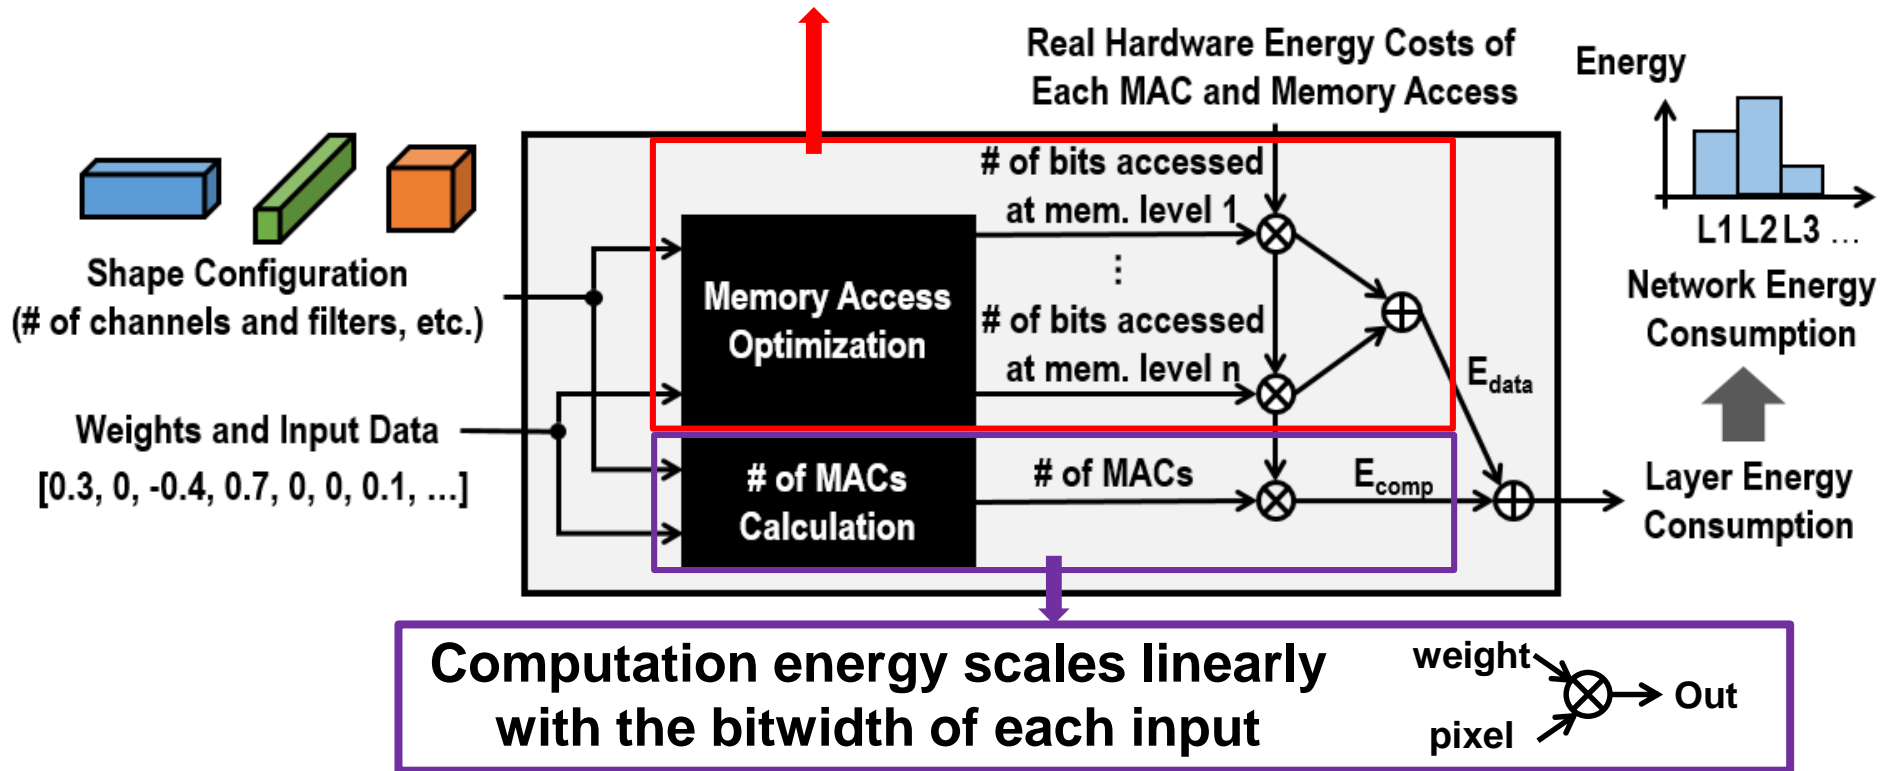 Real Hardware Energy Costs of
Each MAC and Memory Access
Energy
L1 L2 L3 ...
Network Energy
Consumption
Layer Energy
Consumption
Shape Configuration
(# of channels and filters, etc.)
Weights and Input Data
[0.3, 0, -0.4, 0.7, 0, 0, 0.1, ...]
Memory Access
Optimization
# of bits accessed
at mem. level 1
⋮
# of bits accessed
at mem. level n
Edata
# of MACs
Calculation
# of MACs
Ecomp
Computation energy scales linearly
with the bitwidth of each input
weight
pixel
Out